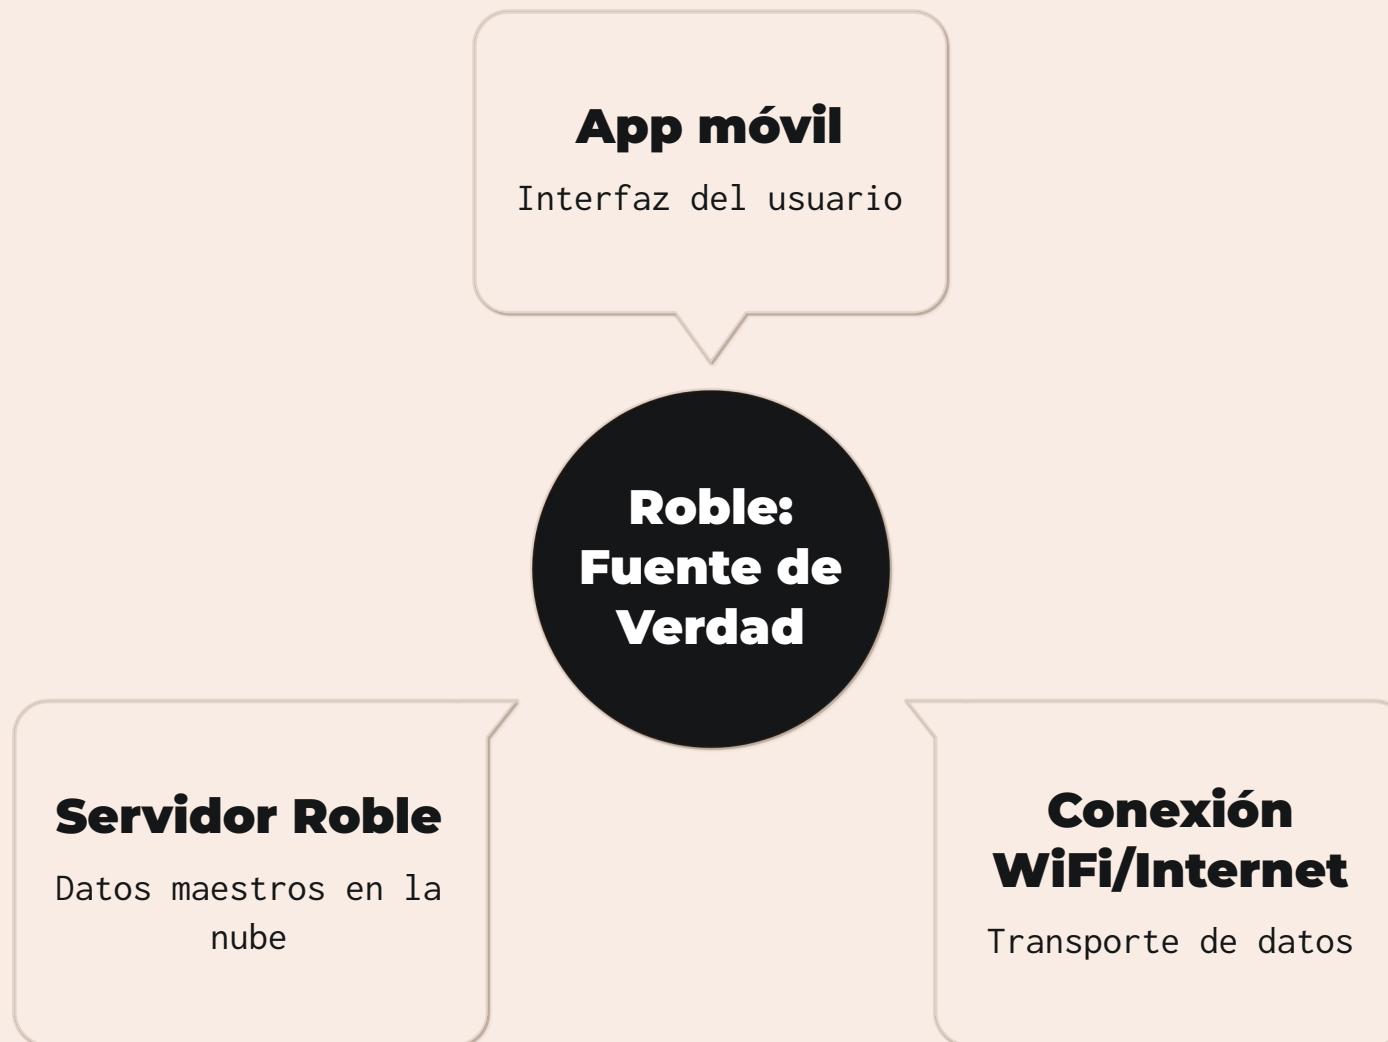 App móvil
Interfaz del usuario
Roble:
Fuente de
Verdad
Servidor Roble
Datos maestros en la
nube
Conexión
WiFi/Internet
Transporte de datos